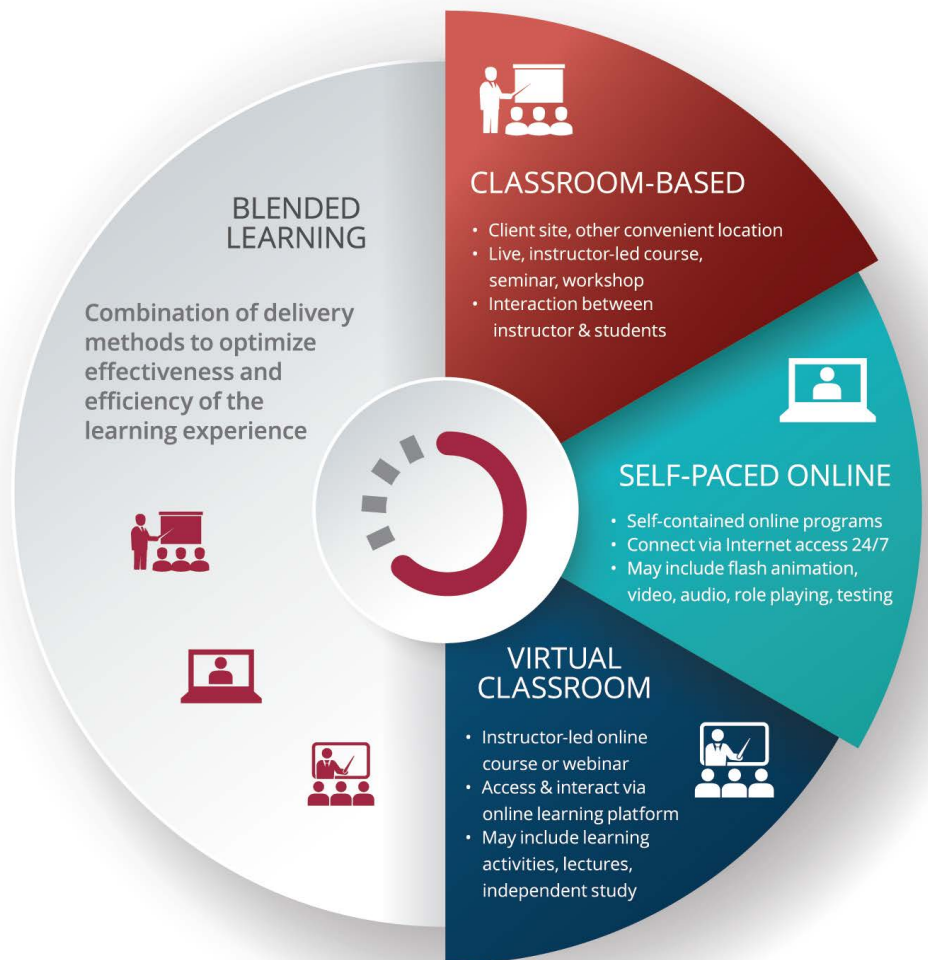 BLENDED
LEARNING
Combination of delivery
methods to optimize
effectiveness and
efficiency of the
learning experience
CLASSROOM-BASED
• Client site, other convenient location
• Live, instructor-led course,
seminar, workshop
• Interaction between
instructor & students
SELF-PACED ONLINE
• Self-contained online programs
• Connect via Internet access 24/7
• May include flash animation,
video, audio, role playing, testing
VIRTUAL
CLASSROOM
• Instructor-led online
course or webinar
• Access & interact via
online learning platform
• May include learning
activities, lectures,
independent study